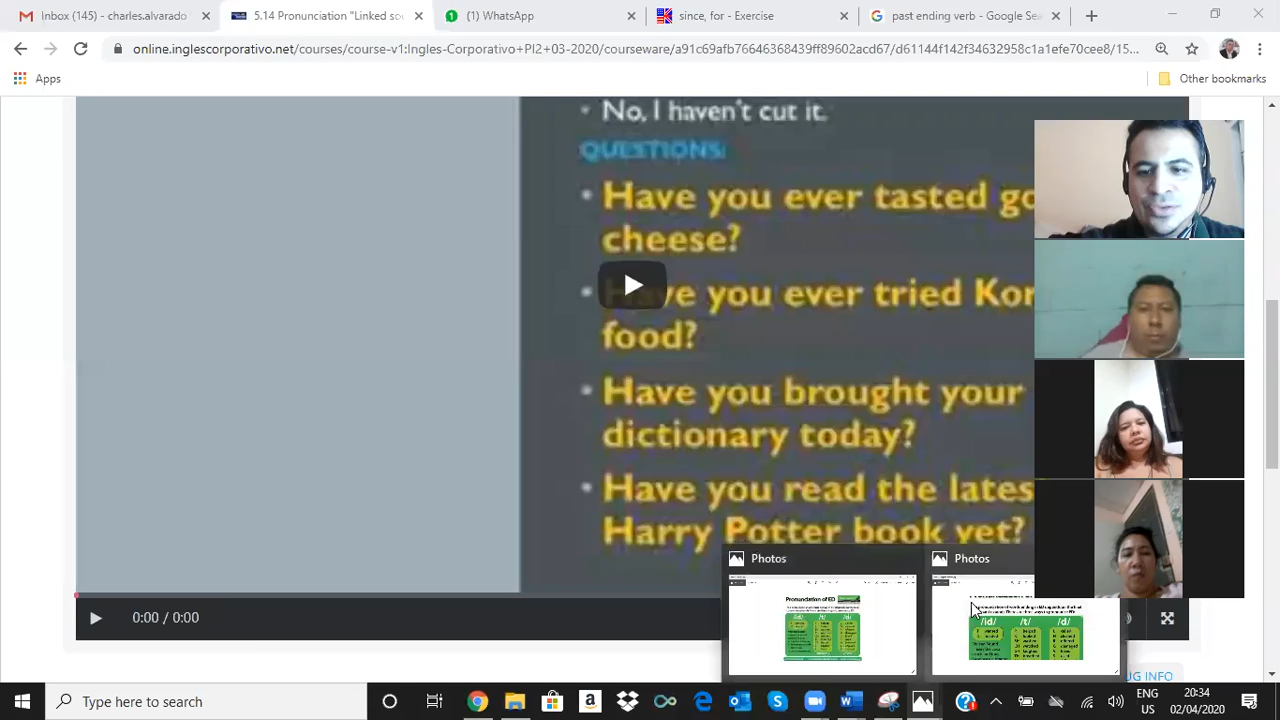 Inbox (145) - charles.alvarado
5.14 Pronunciation "Linked so
(1) WhatsApp
since, for - Exercise
past ending verb - Google Se
online.inglescorporativo.net/courses/course-v1:Ingles-Corporativo+PI2+03-2020/courseware/a91c69afb76646368439ff89602acd67/d61144f142f34632958c1a1efe70cee8/15...
Apps
Other bookmarks
• No, I haven't cut it.
QUESTIONS:
• Have you ever tasted go
cheese?
• Have you ever tried Kor
food?
• Have you brought your
dictionary today?
• Have you read the lates
Harry Potter book yet?
Photos
Photos
Pronunciation of ED
/id/ /t/ /d/
0:00 / 0:00
UG INFO
Type here to search
ENG
US
20:34
02/04/2020